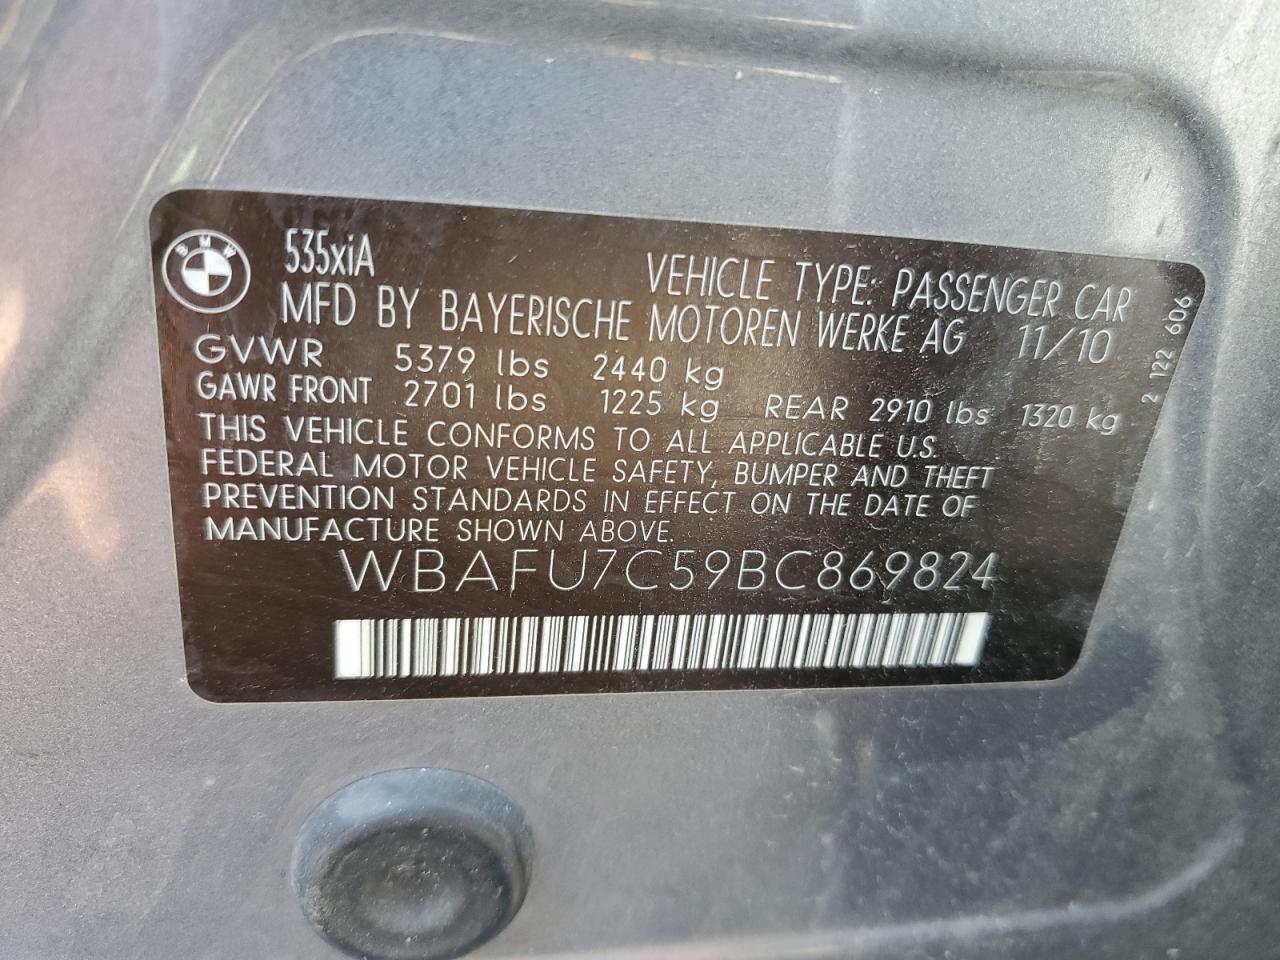 BMW
535xiA
VEHICLE TYPE: PASSENGER CAR
MFD BY BAYERISCHE MOTOREN WERKE AG 11/10
GVWR 5379 lbs 2440 kg
GAWR FRONT 2701 lbs 1225 kg REAR 2910 lbs 1320 kg
THIS VEHICLE CONFORMS TO ALL APPLICABLE U.S.
FEDERAL MOTOR VEHICLE SAFETY, BUMPER AND THEFT
PREVENTION STANDARDS IN EFFECT ON THE DATE OF
MANUFACTURE SHOWN ABOVE.
WBAFU7C59BC869824
2 122 606